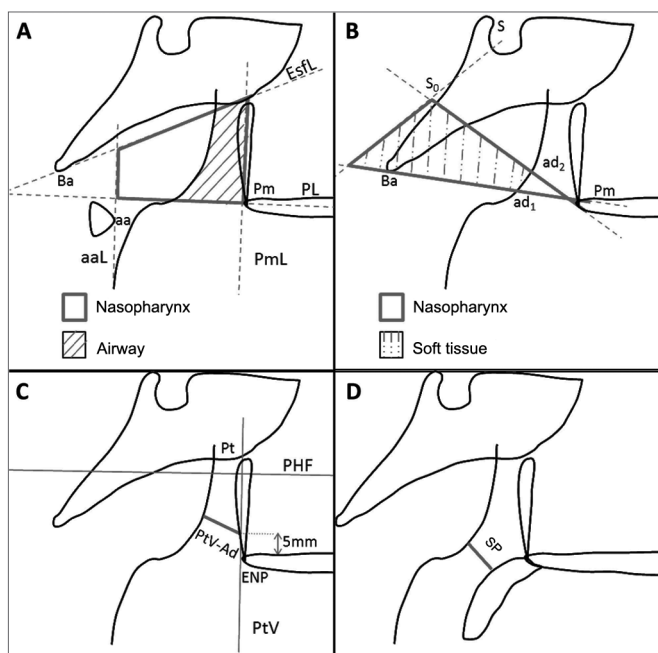 A
EsfL
Ba
Pm
PL
aa
aaL
PmL
Nasopharynx
Airway
B
S
S₀
ad₂
Ba
Pm
ad₁
Nasopharynx
Soft tissue
C
Pt
PHF
PtV-Ad
5mm
ENP
PtV
D
SP